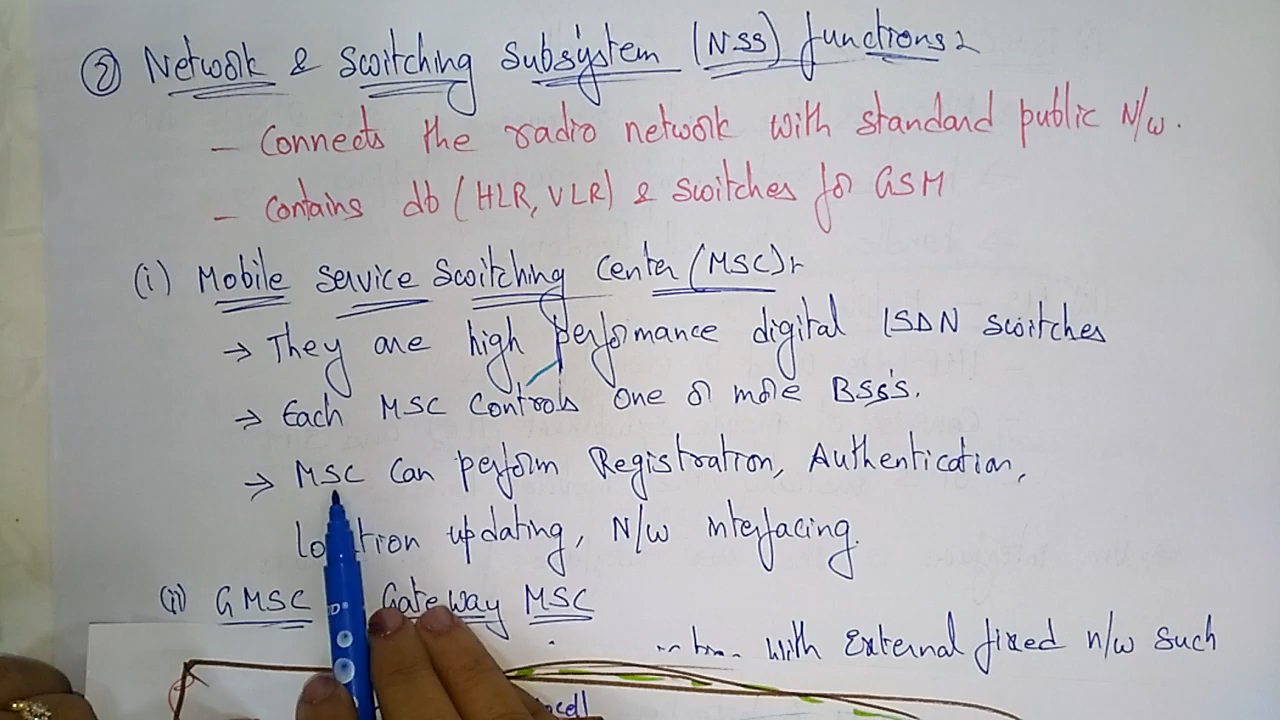 ② Network & Switching Subsystem (NSS) functions:
- Connects the radio network with standard public N/w.
- Contains db (HLR, VLR) & Switches for GSM
(i) Mobile Service Switching Center (MSC):
→ They are high performance digital ISDN switches
→ Each MSC Controls one or more BSS's.
→ MSC Can perform Registration, Authentication,
location updating, N/w interfacing.
(ii) GMSC Gateway MSC
with External fixed n/w such